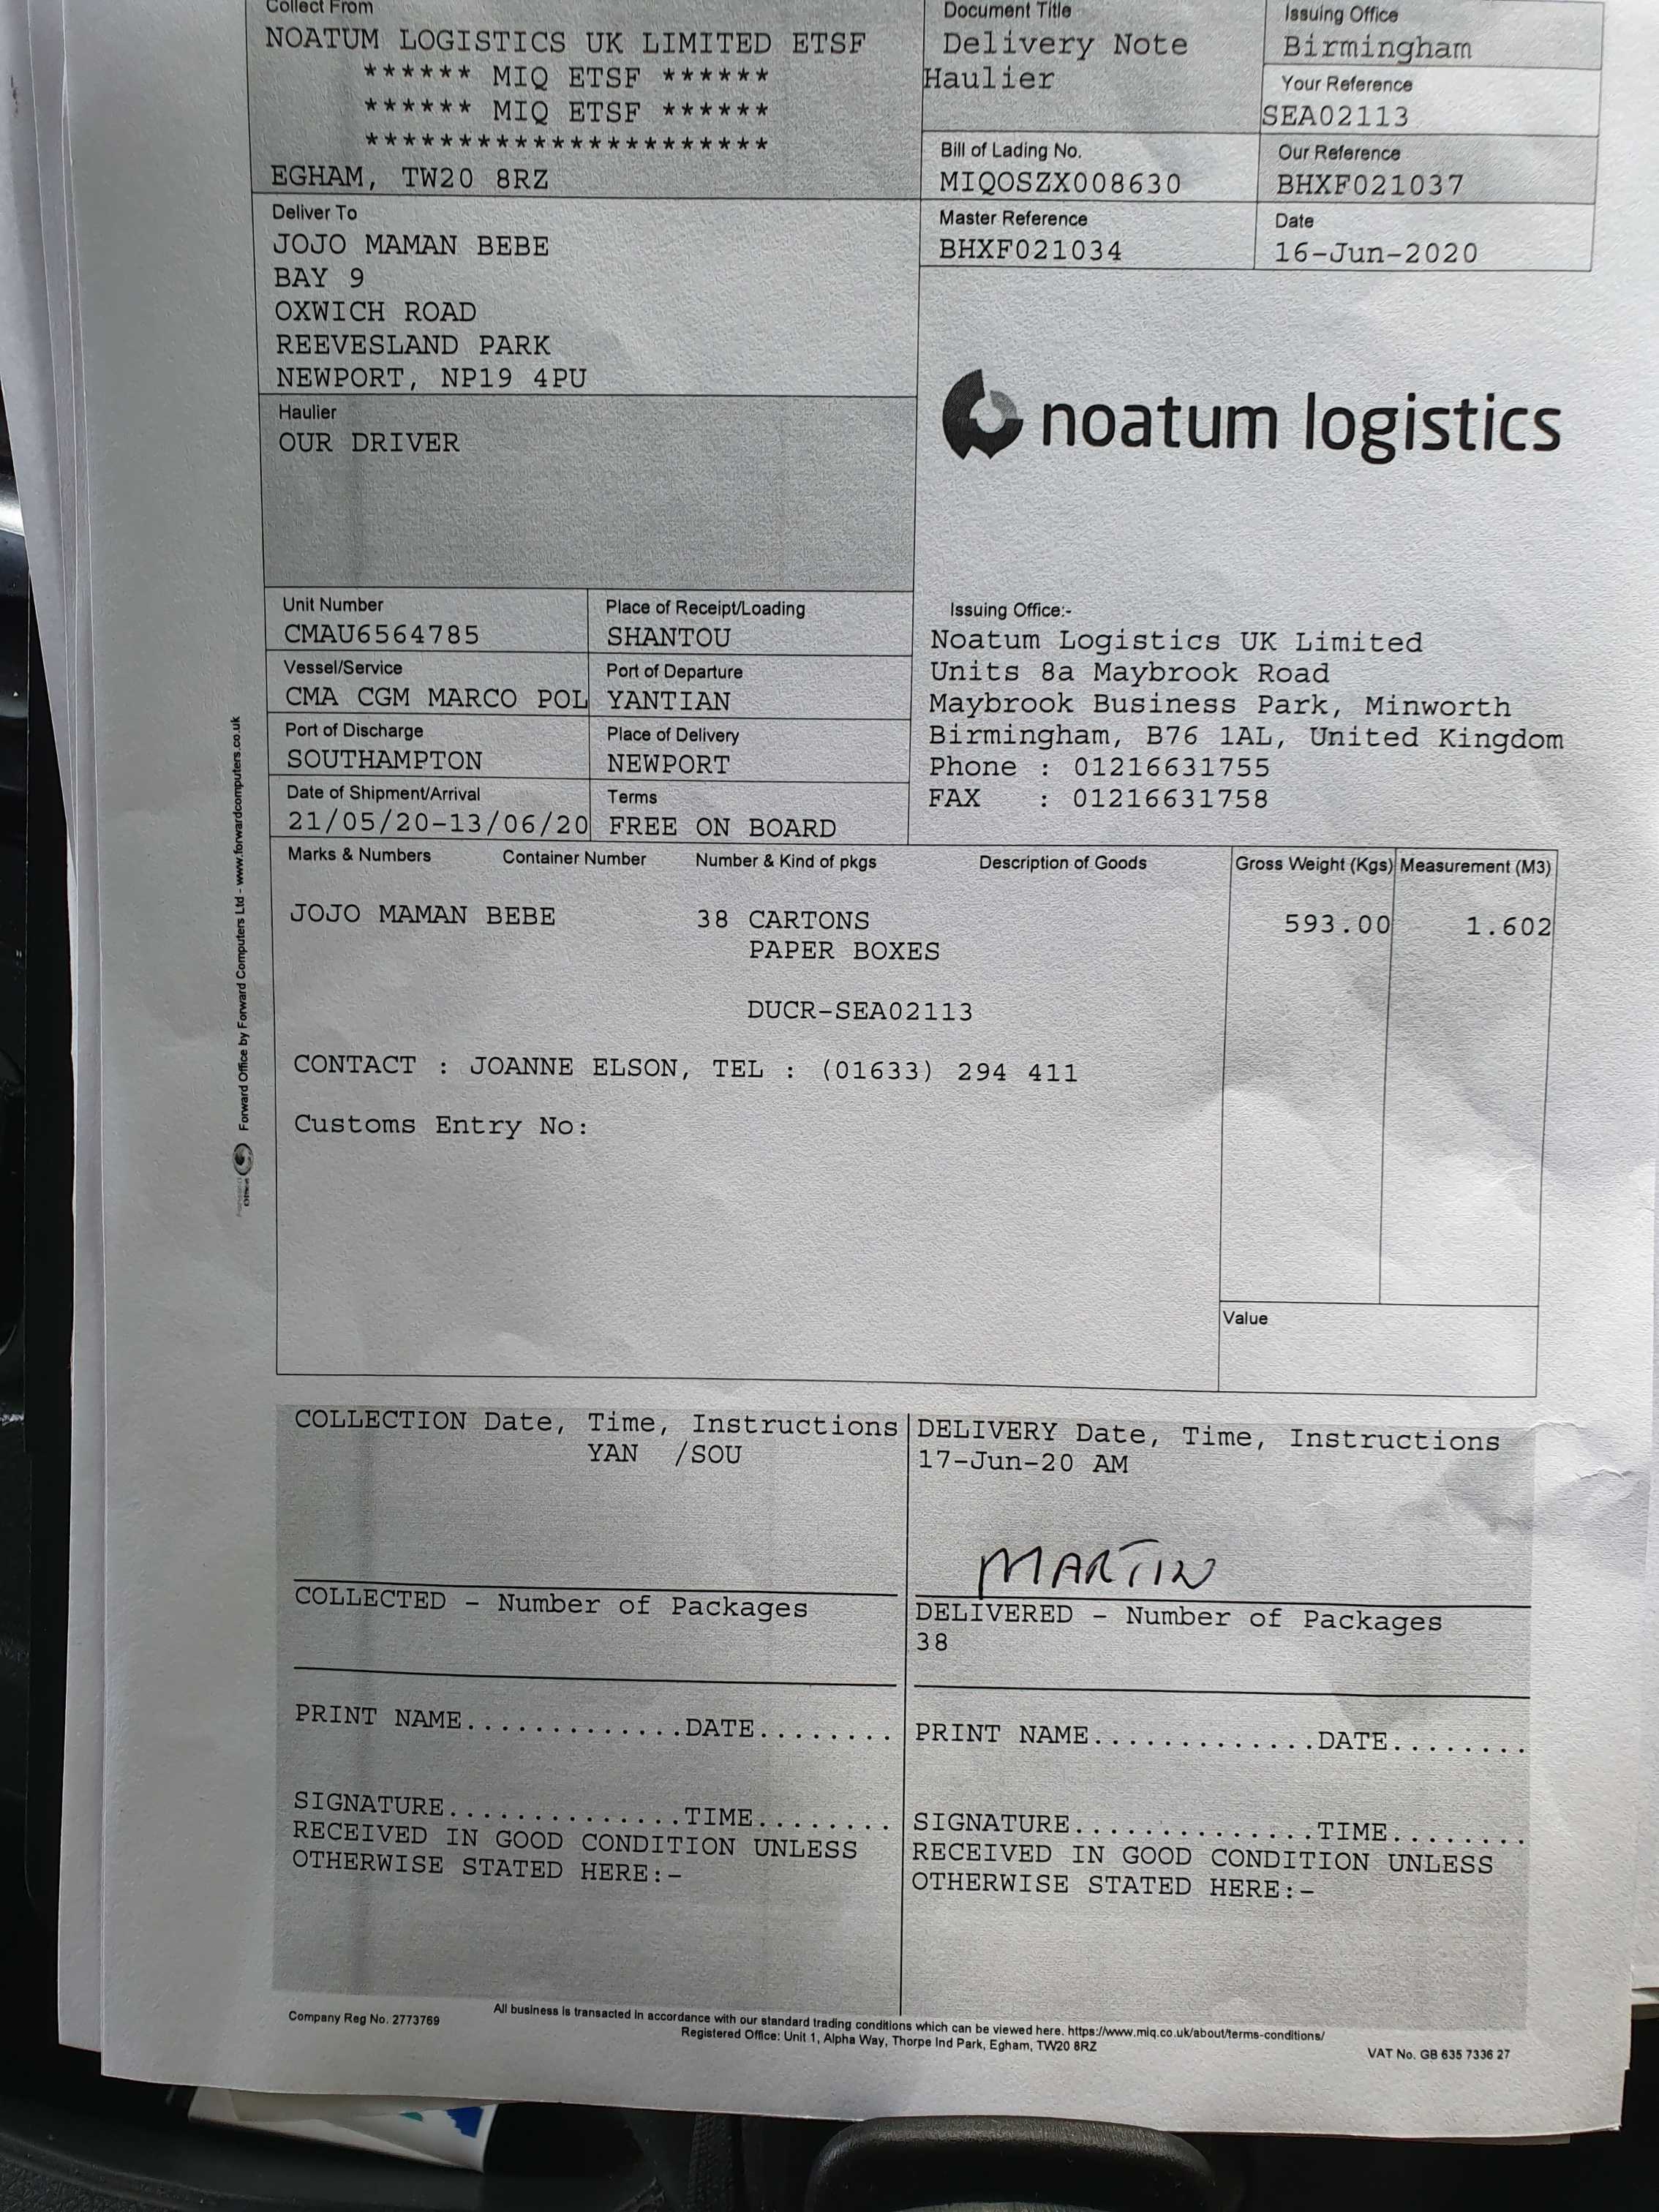 Collect From
NOATUM LOGISTICS UK LIMITED ETSF
****** MIQ ETSF ******
****** MIQ ETSF ******
**********************
EGHAM, TW20 8RZ
Document Title
Delivery Note
Haulier
Issuing Office
Birmingham
Your Reference
SEA02113
Bill of Lading No.
MIQOSZX008630
Our Reference
BHXF021037
Master Reference
BHXF021034
Date
16-Jun-2020
Deliver To
JOJO MAMAN BEBE
BAY 9
OXWICH ROAD
REEVESLAND PARK
NEWPORT, NP19 4PU
Haulier
OUR DRIVER
noatum logistics
Unit Number
CMAU6564785
Place of Receipt/Loading
SHANTOU
Vessel/Service
CMA CGM MARCO POL
Port of Departure
YANTIAN
Port of Discharge
SOUTHAMPTON
Place of Delivery
NEWPORT
Date of Shipment/Arrival
21/05/20-13/06/20
Terms
FREE ON BOARD
Issuing Office:-
Noatum Logistics UK Limited
Units 8a Maybrook Road
Maybrook Business Park, Minworth
Birmingham, B76 1AL, United Kingdom
Phone : 01216631755
FAX : 01216631758
Marks & Numbers Container Number Number & Kind of pkgs Description of Goods Gross Weight (Kgs) Measurement (M3)
JOJO MAMAN BEBE 38 CARTONS 593.00 1.602
PAPER BOXES
DUCR-SEA02113
CONTACT : JOANNE ELSON, TEL : (01633) 294 411
Customs Entry No:
Value
Forward Office by Forward Computers Ltd - www.forwardcomputers.co.uk
COLLECTION Date, Time, Instructions
YAN /SOU
COLLECTED - Number of Packages
PRINT NAME.............DATE........
SIGNATURE..............TIME........
RECEIVED IN GOOD CONDITION UNLESS
OTHERWISE STATED HERE:-
DELIVERY Date, Time, Instructions
17-Jun-20 AM
MARTIN
DELIVERED - Number of Packages
38
PRINT NAME.............DATE........
SIGNATURE..............TIME........
RECEIVED IN GOOD CONDITION UNLESS
OTHERWISE STATED HERE:-
Company Reg No. 2773769
All business is transacted in accordance with our standard trading conditions which can be viewed here. https://www.miq.co.uk/about/terms-conditions/
Registered Office: Unit 1, Alpha Way, Thorpe Ind Park, Egham, TW20 8RZ
VAT No. GB 635 7336 27